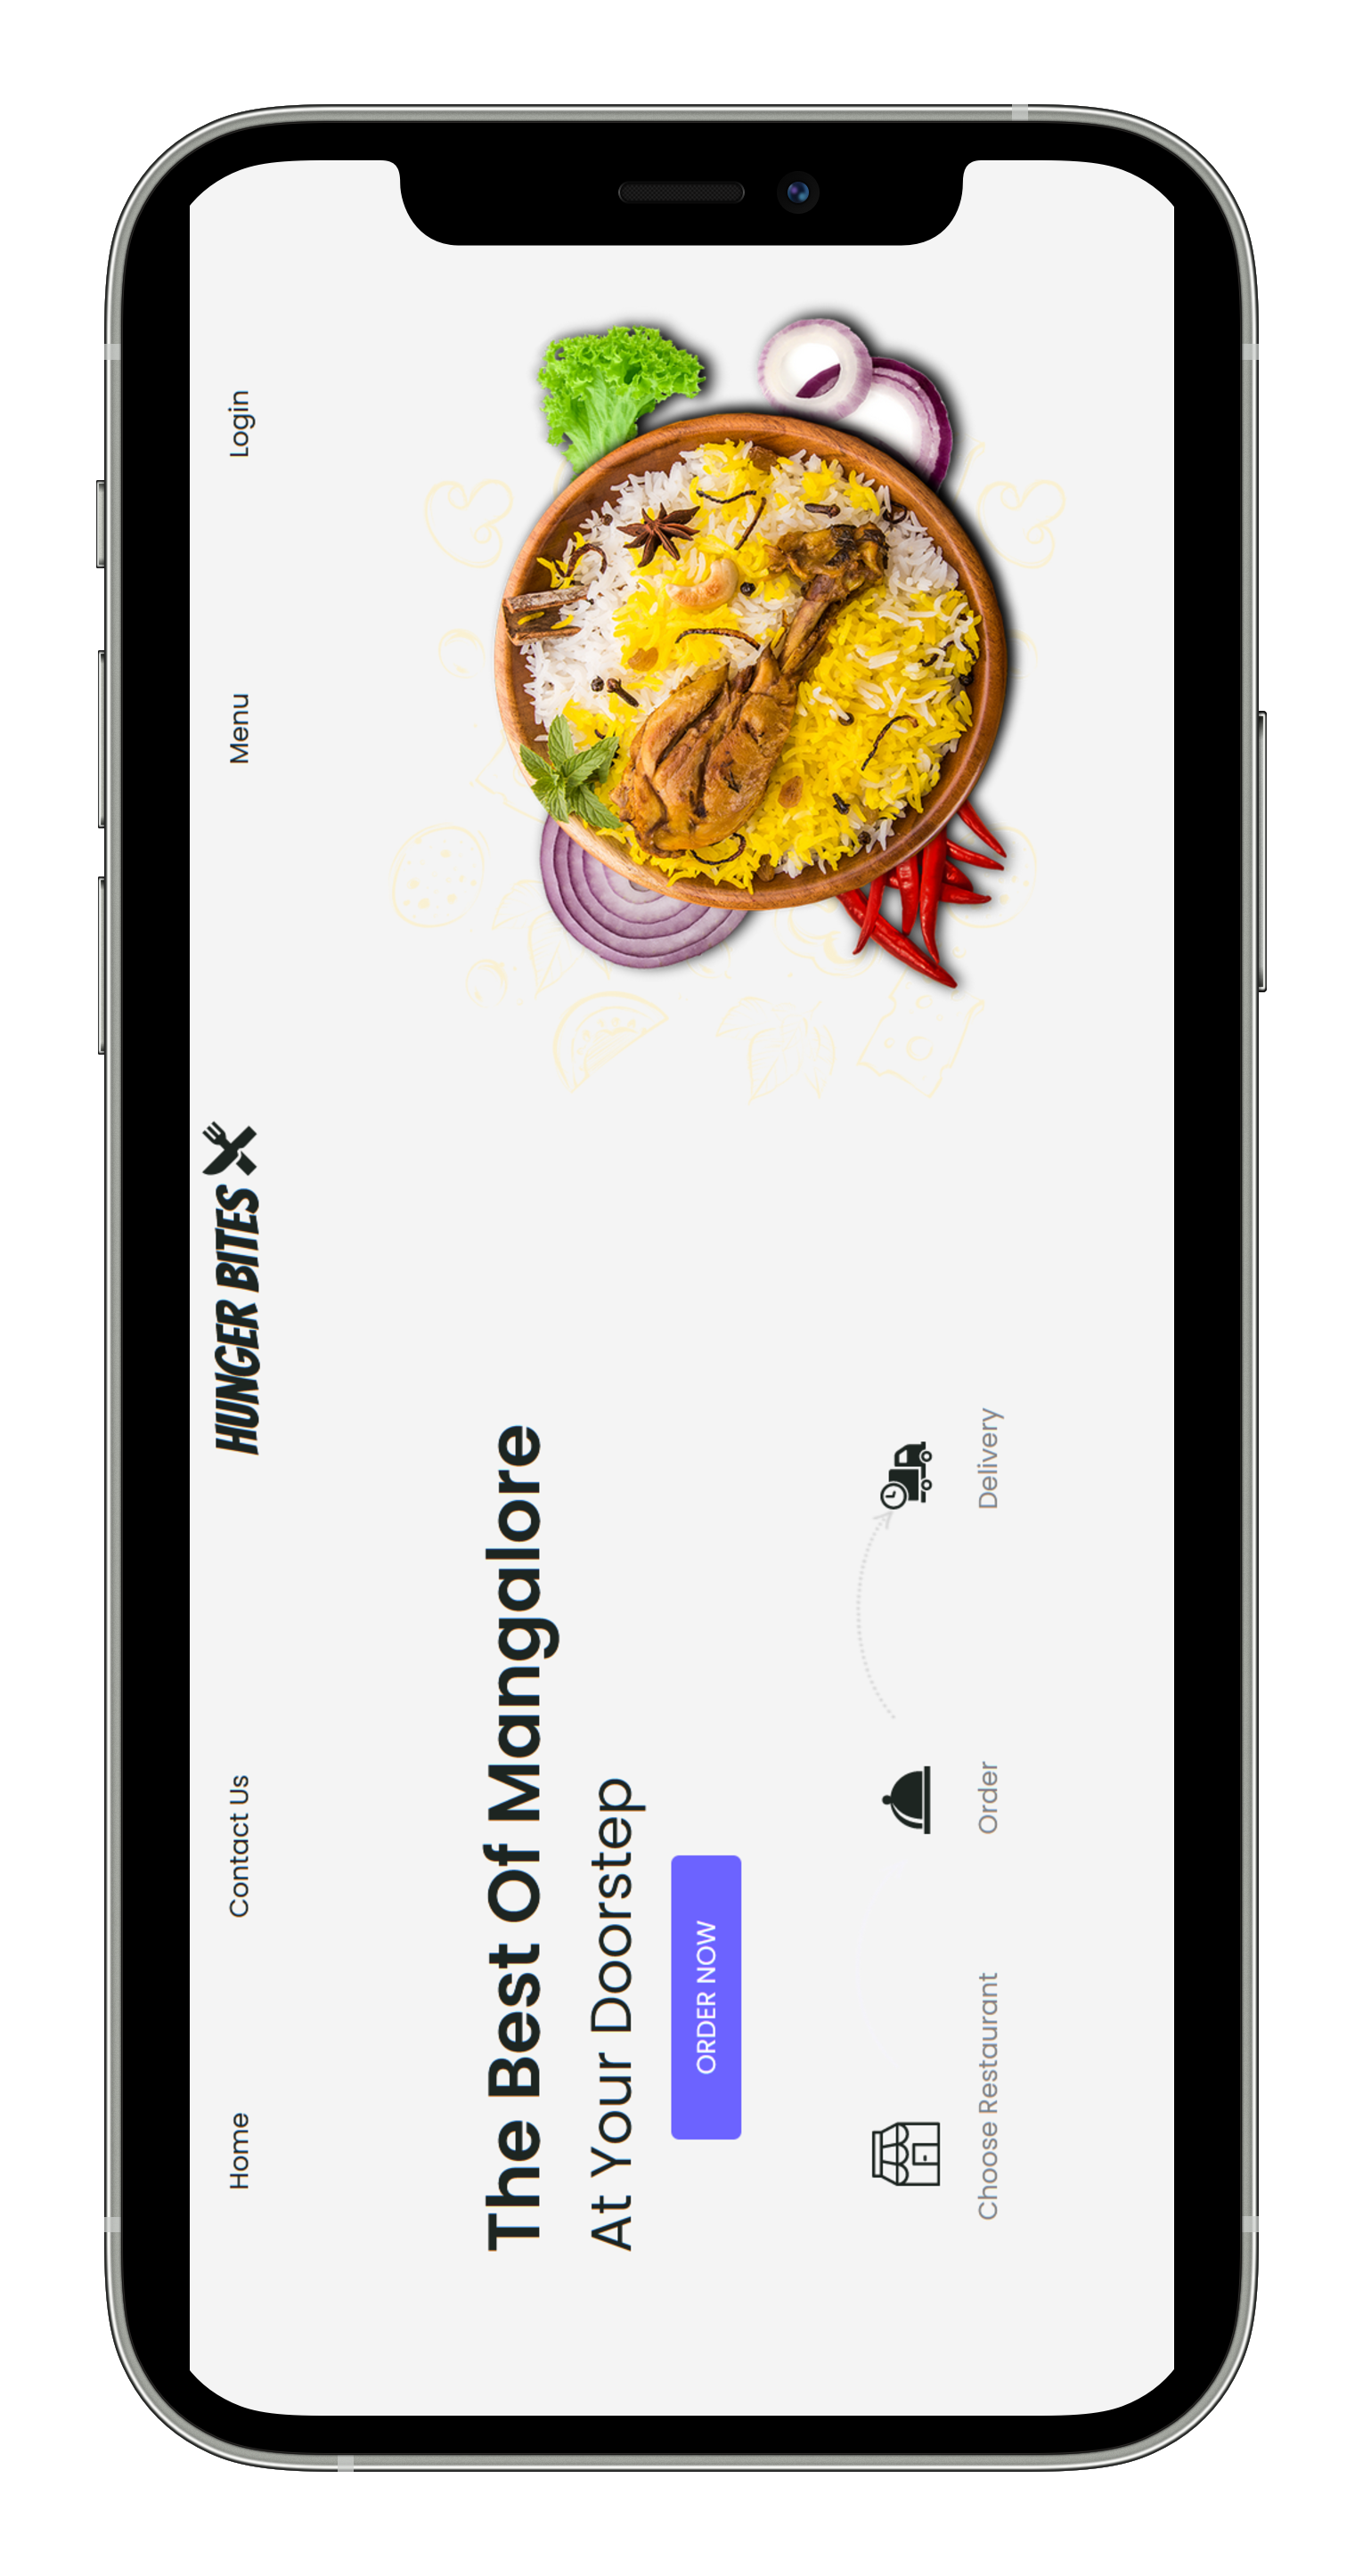 Home
Contact Us
HUNGER BITES
Menu
Login
The Best Of Mangalore
At Your Doorstep
ORDER NOW
Choose Restaurant
Order
Delivery